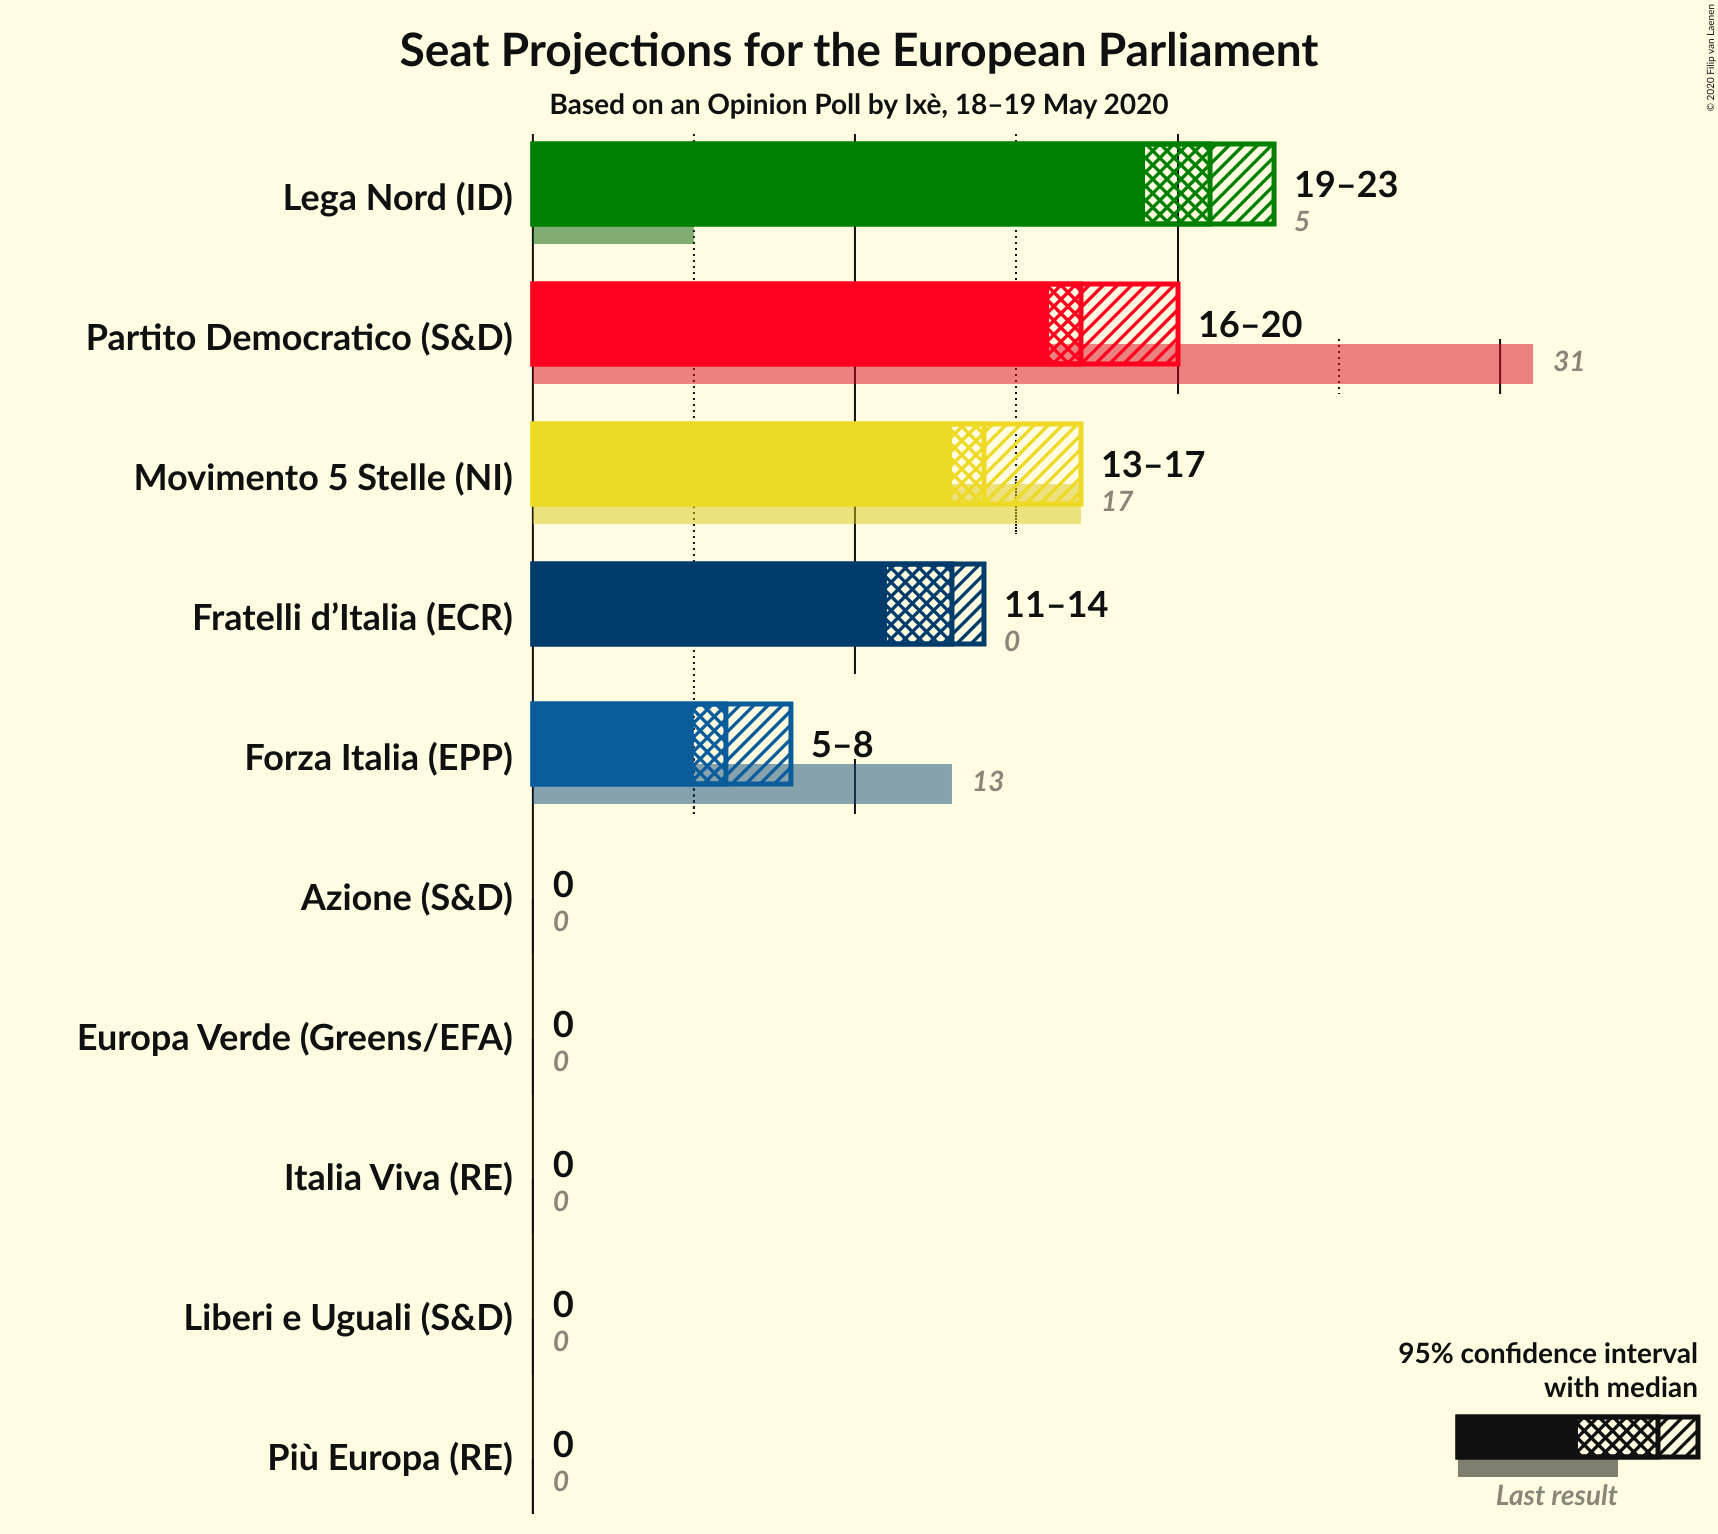 Seat Projections for the European Parliament
Based on an Opinion Poll by Ixè, 18–19 May 2020
© 2020 Filip van Laenen
Lega Nord (ID)
19–23
5
Partito Democratico (S&D)
16–20
31
Movimento 5 Stelle (NI)
13–17
17
Fratelli d’Italia (ECR)
11–14
0
Forza Italia (EPP)
5–8
13
Azione (S&D)
0
0
Europa Verde (Greens/EFA)
0
0
Italia Viva (RE)
0
0
Liberi e Uguali (S&D)
0
0
Più Europa (RE)
0
0
95% confidence interval
with median
Last result